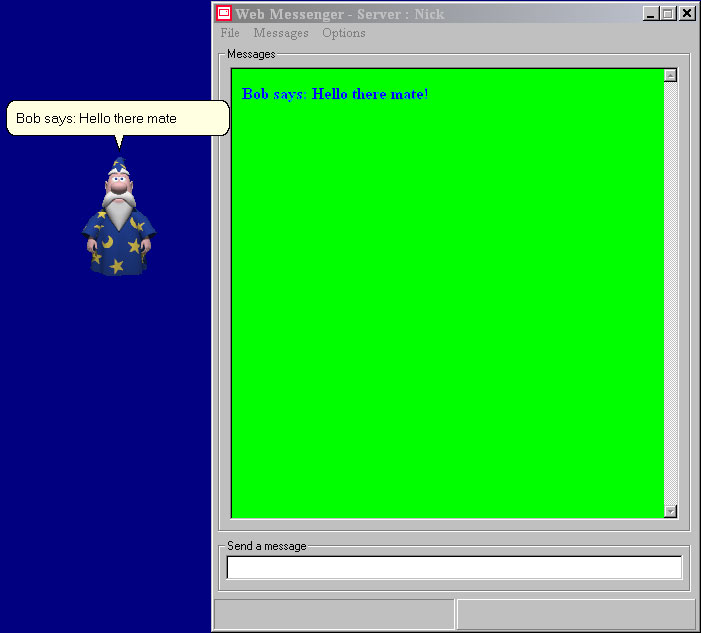 Web Messenger - Server : Nick
File Messages Options
Messages
Bob says: Hello there mate!
Bob says: Hello there mate
Send a message